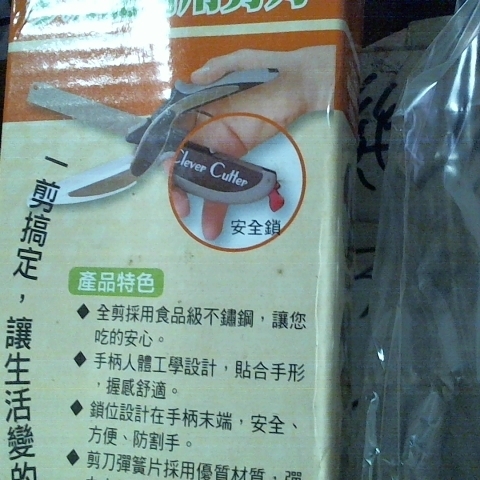 Clever Cutter
安全鎖
一剪搞定，讓生活變的
產品特色
◆ 全剪採用食品級不鏽鋼，讓您
吃的安心。
◆ 手柄人體工學設計，貼合手形
，握感舒適。
◆ 鎖位設計在手柄末端，安全、
方便、防割手。
◆ 剪刀彈簧片採用優質材質，彈